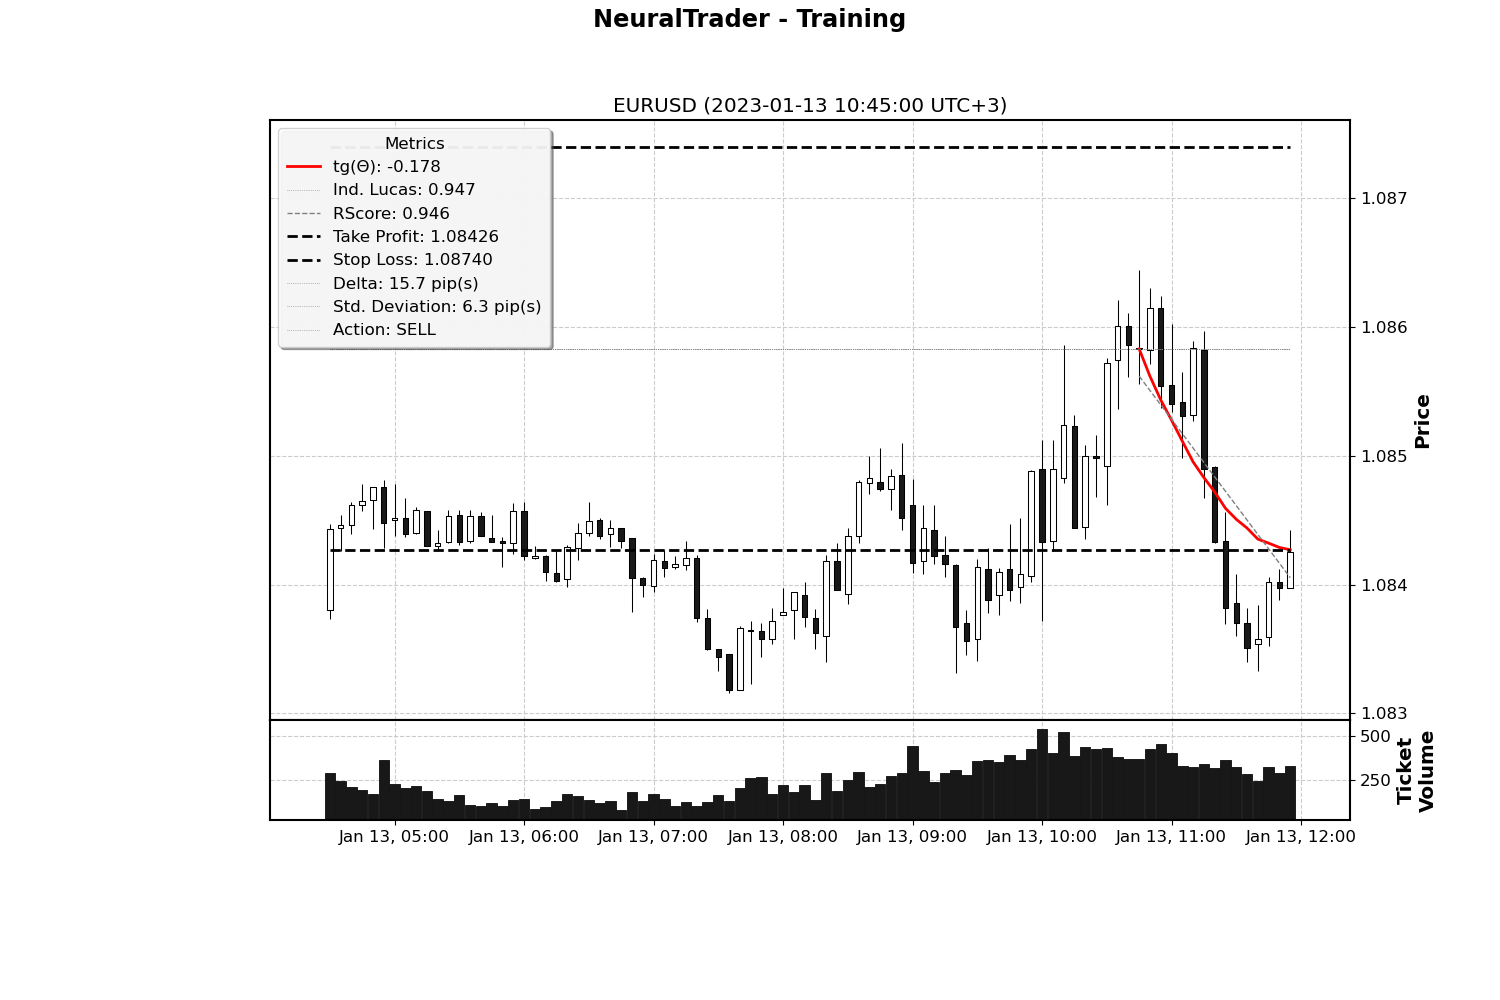 NeuralTrader - Training
EURUSD (2023-01-13 10:45:00 UTC+3)
Metrics
tg(Θ): -0.178
Ind. Lucas: 0.947
RScore: 0.946
Take Profit: 1.08426
Stop Loss: 1.08740
Delta: 15.7 pip(s)
Std. Deviation: 6.3 pip(s)
Action: SELL
1.087
1.086
1.085
1.084
1.083
Price
500
250
Ticket
Volume
Jan 13, 05:00
Jan 13, 06:00
Jan 13, 07:00
Jan 13, 08:00
Jan 13, 09:00
Jan 13, 10:00
Jan 13, 11:00
Jan 13, 12:00